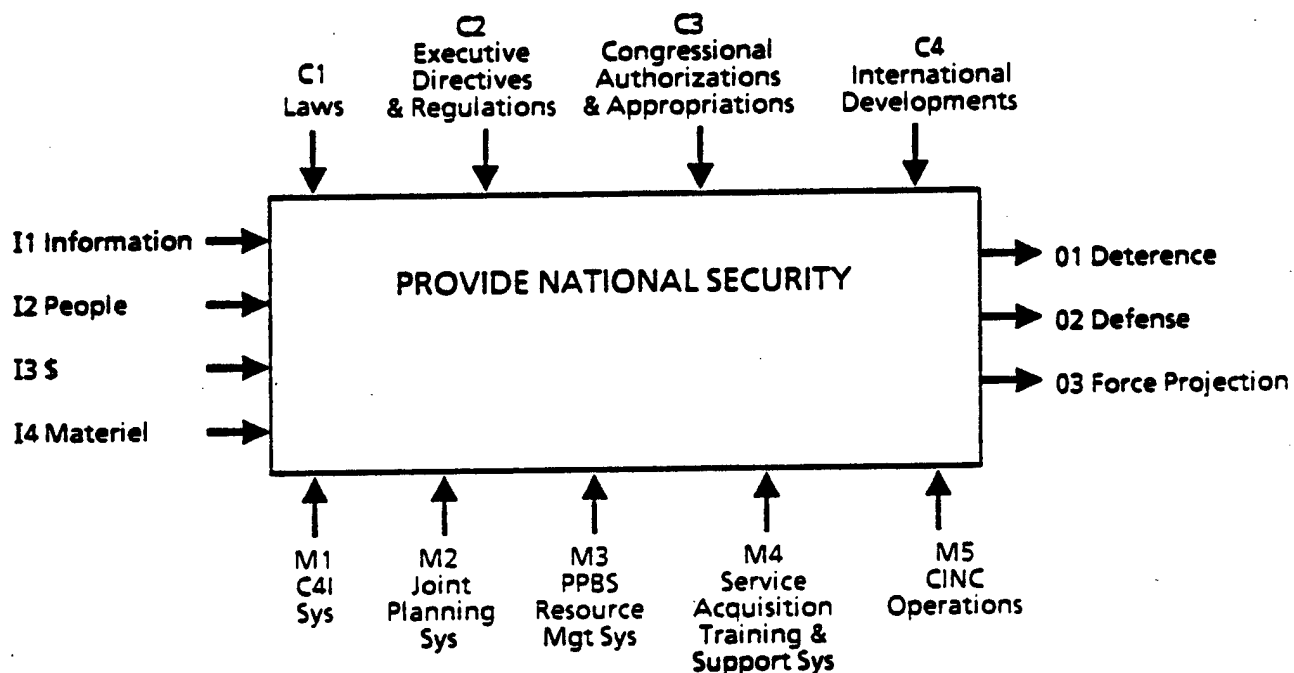 C1
Laws
C2
Executive
Directives
& Regulations
C3
Congressional
Authorizations
& Appropriations
C4
International
Developments
I1 Information
I2 People
I3 $
I4 Materiel
PROVIDE NATIONAL SECURITY
01 Deterence
02 Defense
03 Force Projection
M1
C4I
Sys
M2
Joint
Planning
Sys
M3
PPBS
Resource
Mgt Sys
M4
Service
Acquisition
Training &
Support Sys
M5
CINC
Operations